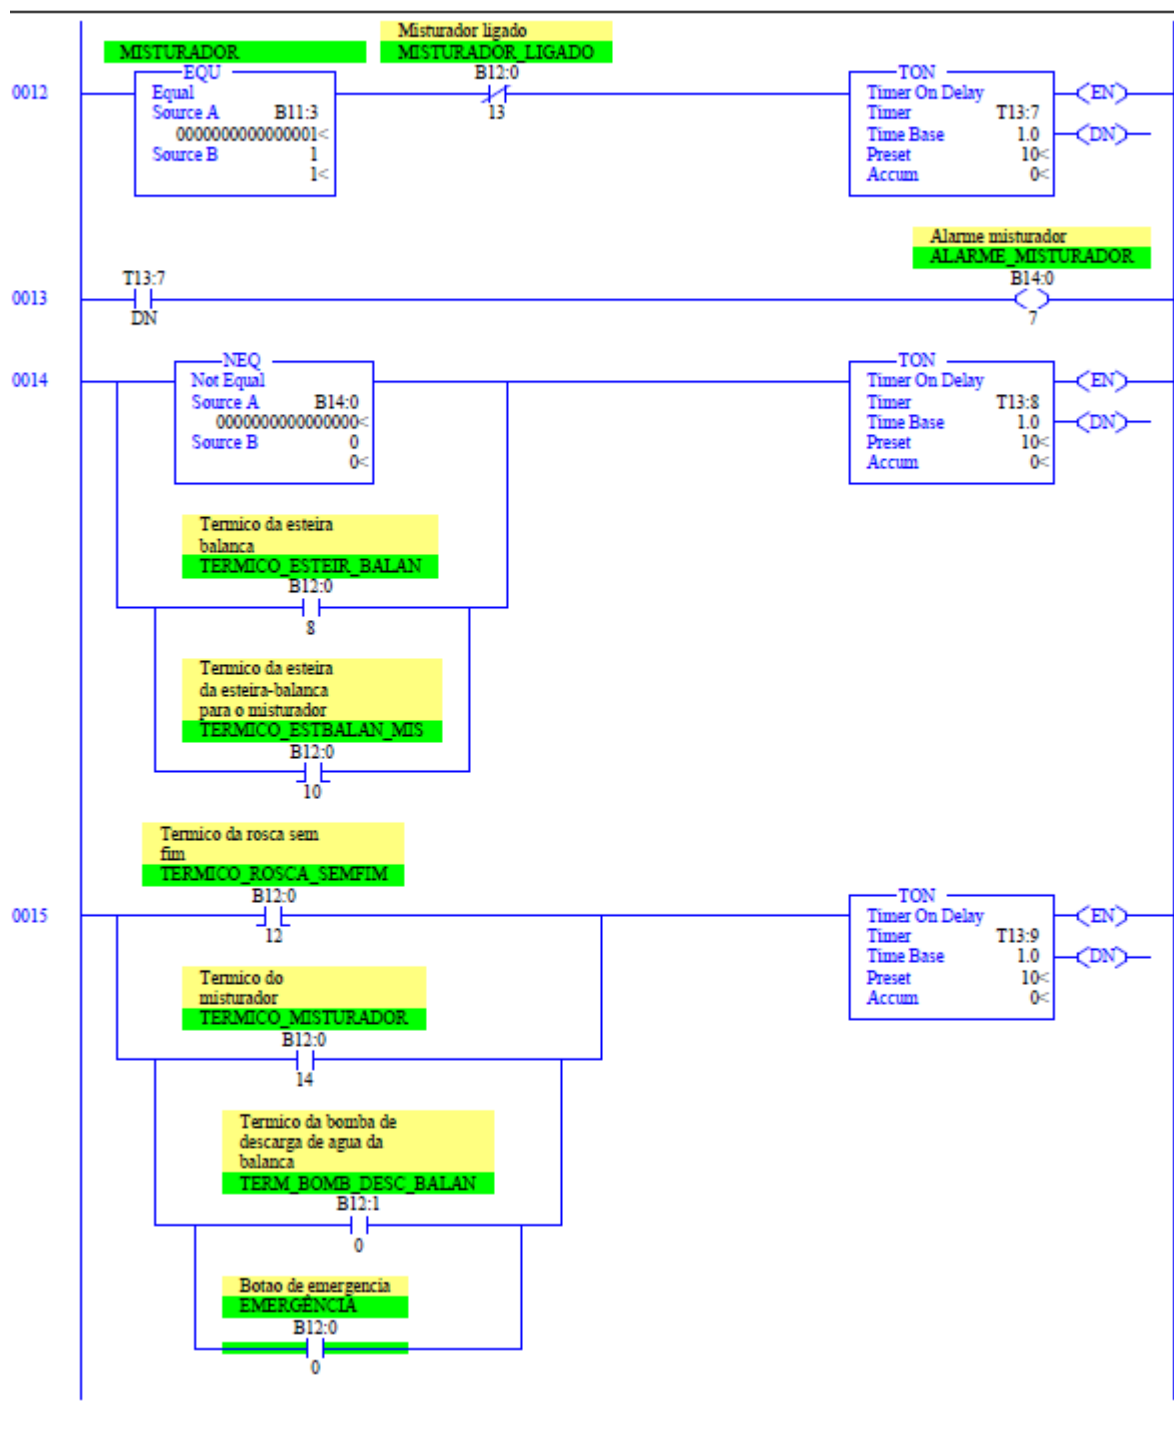 Misturador ligado
MISTURADOR
MISTURADOR_LIGADO
0012
EQU
Equal
Source A B11:3
0000000000000001<
Source B 1
1<
B12:0
13
TON
Timer On Delay
Timer T13:7
Time Base 1.0
Preset 10<
Accum 0<
EN
DN
Alarme misturador
ALARME_MISTURADOR
0013
T13:7
DN
B14:0
7
0014
NEQ
Not Equal
Source A B14:0
0000000000000000<
Source B 0
0<
TON
Timer On Delay
Timer T13:8
Time Base 1.0
Preset 10<
Accum 0<
EN
DN
Termico da esteira
balanca
TERMICO_ESTEIR_BALAN
B12:0
8
Termico da esteira
da esteira-balanca
para o misturador
TERMICO_ESTBALAN_MIS
B12:0
10
Termico da rosca sem
fim
TERMICO_ROSCA_SEMFIM
0015
B12:0
12
TON
Timer On Delay
Timer T13:9
Time Base 1.0
Preset 10<
Accum 0<
EN
DN
Termico do
misturador
TERMICO_MISTURADOR
B12:0
14
Termico da bomba de
descarga de agua da
balanca
TERM_BOMB_DESC_BALAN
B12:1
0
Botao de emergencia
EMERGÊNCIA
B12:0
0